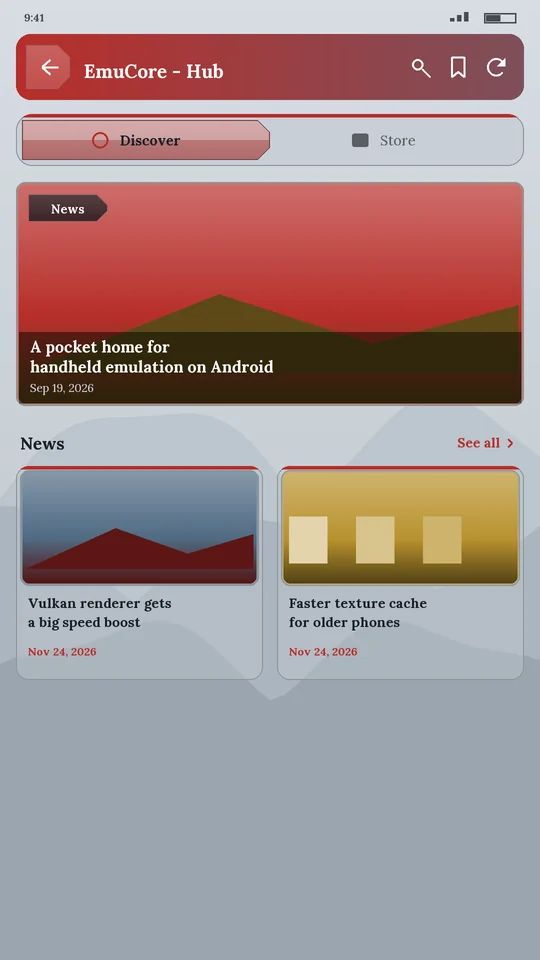 9:41
EmuCore - Hub
Discover
Store
News
A pocket home for
handheld emulation on Android
Sep 19, 2026
News
See all
Vulkan renderer gets
a big speed boost
Nov 24, 2026
Faster texture cache
for older phones
Nov 24, 2026